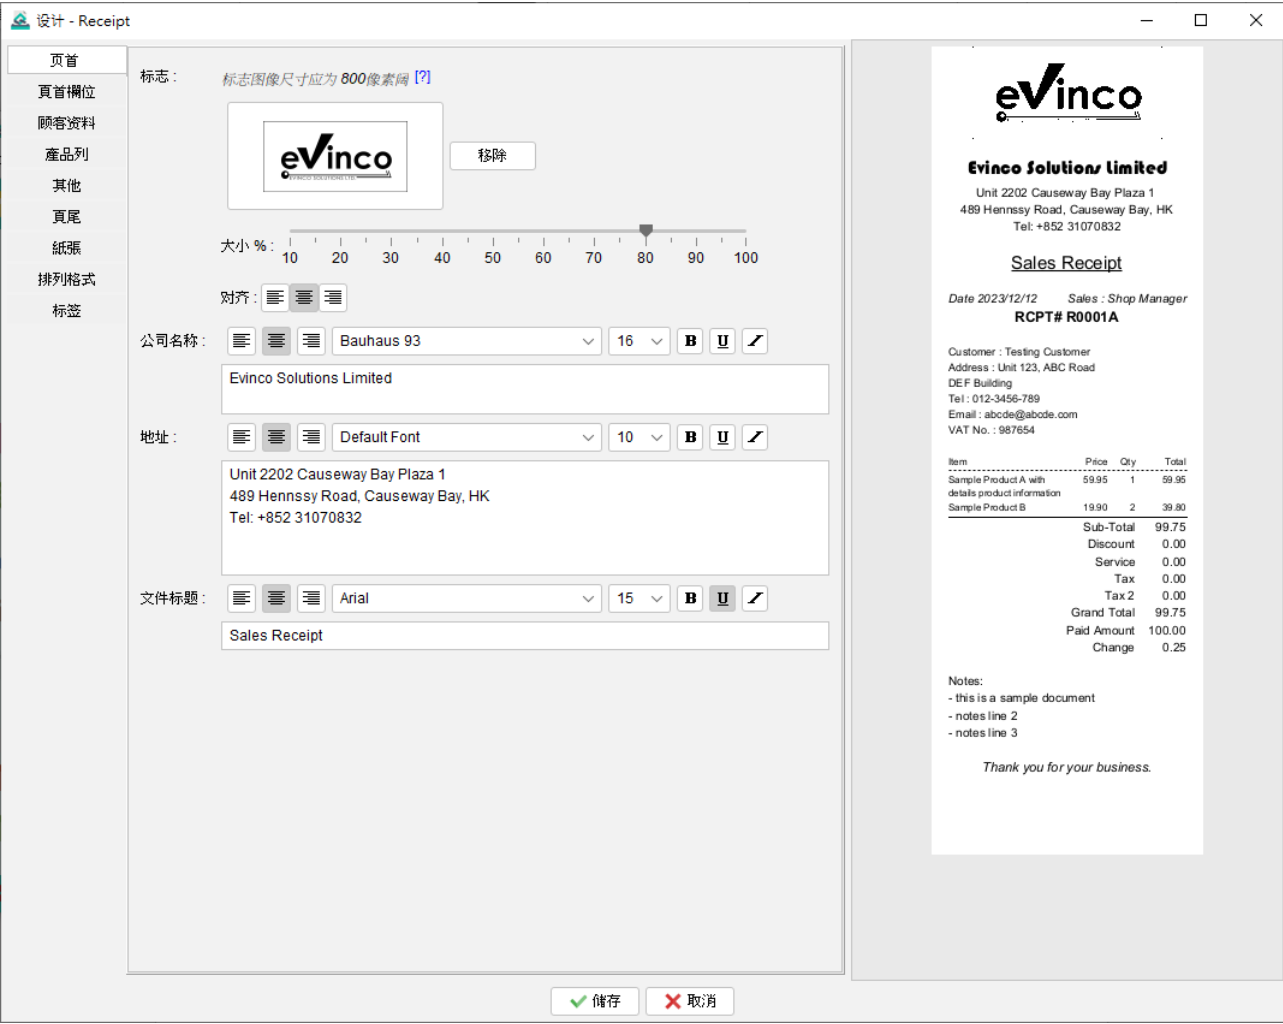 设计 - Receipt
页首
頁首欄位
顾客资料
產品列
其他
頁尾
紙張
排列格式
标签
标志 :
标志图像尺寸应为 800像素阔 [?]
eVinco
EVINCO SOLUTIONS LTD.
移除
大小 % :
10 20 30 40 50 60 70 80 90 100
对齐 :
公司名称 :
Bauhaus 93
16
B U I
Evinco Solutions Limited
地址 :
Default Font
10
B U I
Unit 2202 Causeway Bay Plaza 1
489 Hennssy Road, Causeway Bay, HK
Tel: +852 31070832
文件标题 :
Arial
15
B U I
Sales Receipt
储存
取消
eVinco
Evinco Solutions Limited
Unit 2202 Causeway Bay Plaza 1
489 Hennssy Road, Causeway Bay, HK
Tel: +852 31070832
Sales Receipt
Date 2023/12/12 Sales : Shop Manager
RCPT# R0001A
Customer : Testing Customer
Address : Unit 123, ABC Road
DEF Building
Tel : 012-3456-789
Email : abcde@abcde.com
VAT No. : 987654
Item Price Qty Total
Sample Product A with 59.95 1 59.95
details product information
Sample Product B 19.90 2 39.80
Sub-Total 99.75
Discount 0.00
Service 0.00
Tax 0.00
Tax 2 0.00
Grand Total 99.75
Paid Amount 100.00
Change 0.25
Notes:
- this is a sample document
- notes line 2
- notes line 3
Thank you for your business.